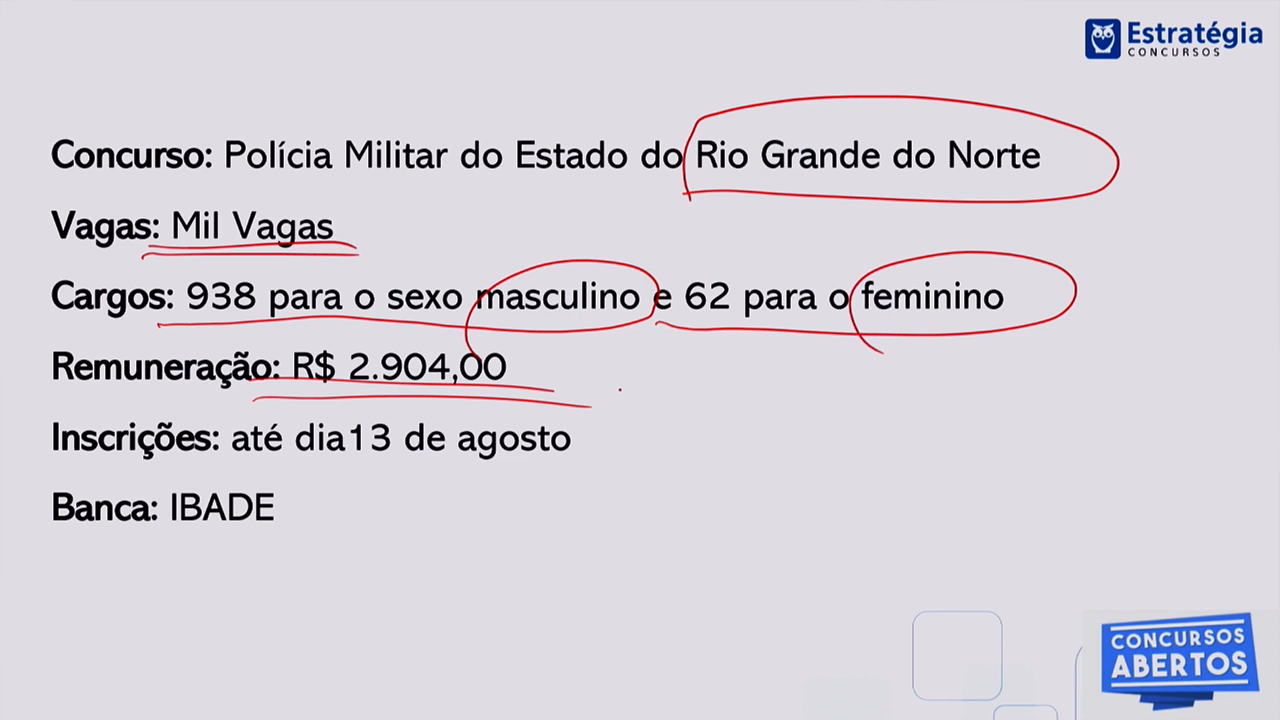 Estratégia
CONCURSOS
Concurso: Polícia Militar do Estado do Rio Grande do Norte
Vagas: Mil Vagas
Cargos: 938 para o sexo masculino e 62 para o feminino
Remuneração: R$ 2.904,00
Inscrições: até dia13 de agosto
Banca: IBADE
CONCURSOS
ABERTOS